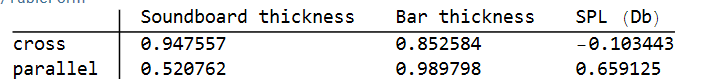 Soundboard thickness Bar thickness SPL (Db)
cross 0.947557 0.852584 -0.103443
parallel 0.520762 0.989798 0.659125